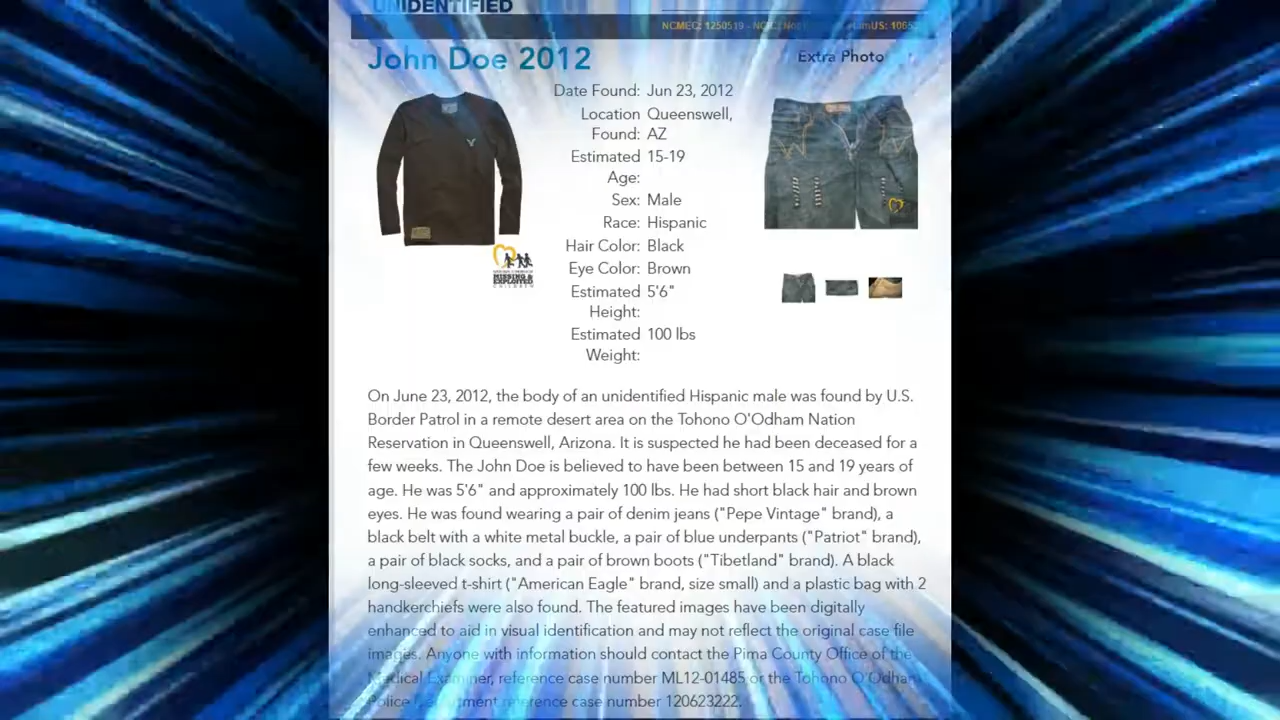 UNIDENTIFIED
NCMEC: 1250519 - NCIC:
John Doe 2012
Extra Photo
Date Found: Jun 23, 2012
Location Found: Queenswell, AZ
Estimated Age: 15-19
Sex: Male
Race: Hispanic
Hair Color: Black
Eye Color: Brown
Estimated Height: 5'6"
Estimated Weight: 100 lbs
MISSING &
EXPLOITED
CHILDREN
On June 23, 2012, the body of an unidentified Hispanic male was found by U.S.
Border Patrol in a remote desert area on the Tohono O'Odham Nation
Reservation in Queenswell, Arizona. It is suspected he had been deceased for a
few weeks. The John Doe is believed to have been between 15 and 19 years of
age. He was 5'6" and approximately 100 lbs. He had short black hair and brown
eyes. He was found wearing a pair of denim jeans ("Pepe Vintage" brand), a
black belt with a white metal buckle, a pair of blue underpants ("Patriot" brand),
a pair of black socks, and a pair of brown boots ("Tibetland" brand). A black
long-sleeved t-shirt ("American Eagle" brand, size small) and a plastic bag with 2
handkerchiefs were also found. The featured images have been digitally
enhanced to aid in visual identification and may not reflect the original case file
images. Anyone with information should contact the Pima County Office of the
Medical Examiner, reference case number ML12-01485 or the Tohono O'Odham
Police Department reference case number 120623222.